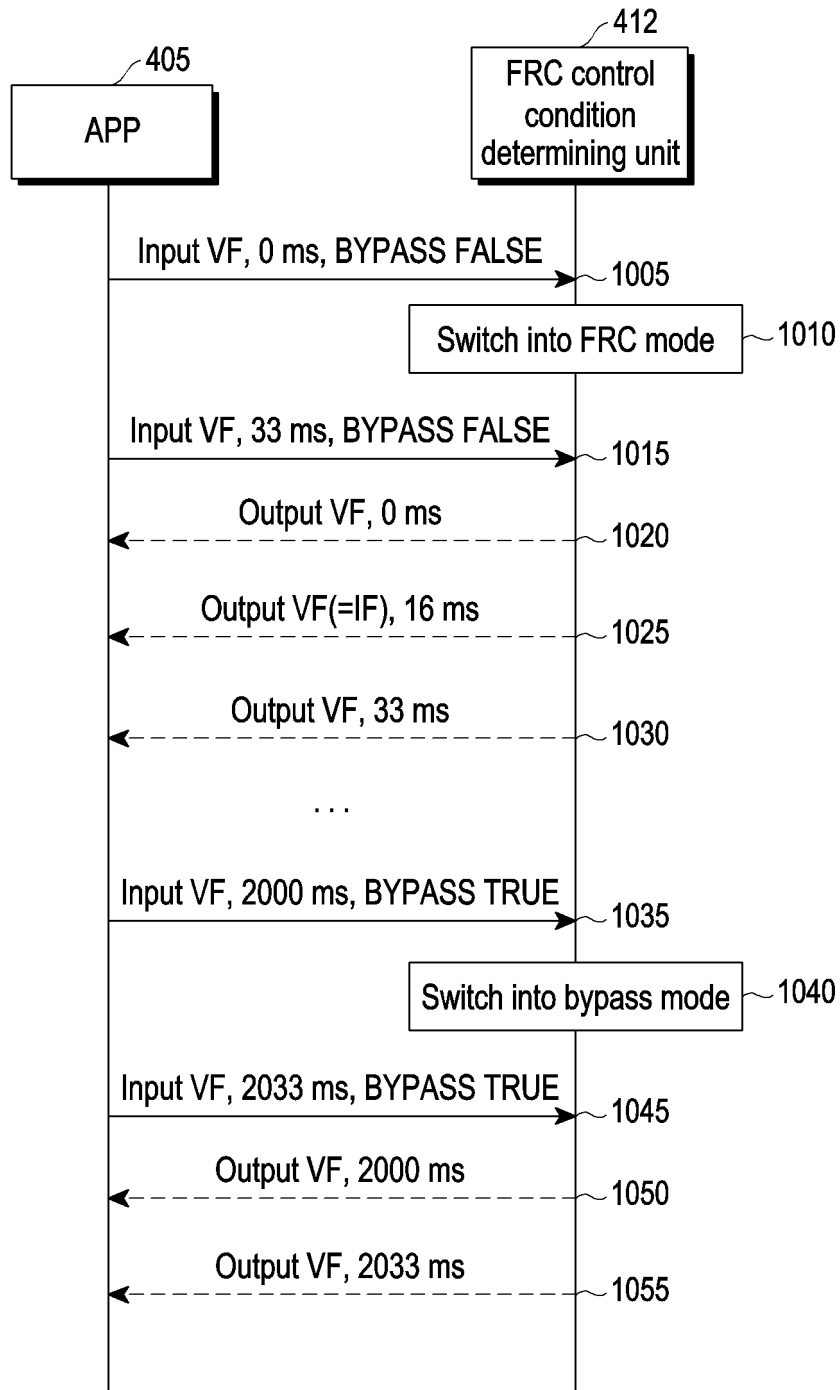 405
APP
412
FRC control
condition
determining unit
Input VF, 0 ms, BYPASS FALSE
1005
Switch into FRC mode
1010
Input VF, 33 ms, BYPASS FALSE
1015
Output VF, 0 ms
1020
Output VF(=IF), 16 ms
1025
Output VF, 33 ms
1030
...
Input VF, 2000 ms, BYPASS TRUE
1035
Switch into bypass mode
1040
Input VF, 2033 ms, BYPASS TRUE
1045
Output VF, 2000 ms
1050
Output VF, 2033 ms
1055